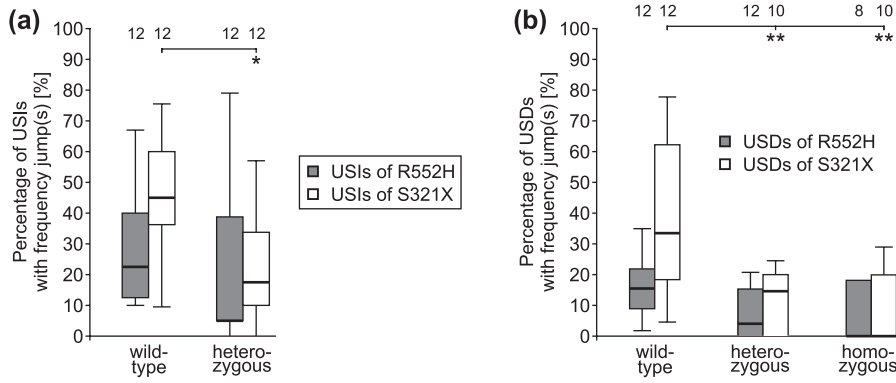 (a)
12 12 12 12
*
100
90
80
70
60
50
40
30
20
10
0
Percentage of USIs
with frequency jump(s) [%]
wild-
type
hetero-
zygous
USIs of R552H
USIs of S321X
(b)
12 12 12 10 8 10
** **
100
90
80
70
60
50
40
30
20
10
0
Percentage of USDs
with frequency jump(s) [%]
USDs of R552H
USDs of S321X
wild-
type
hetero-
zygous
homo-
zygous